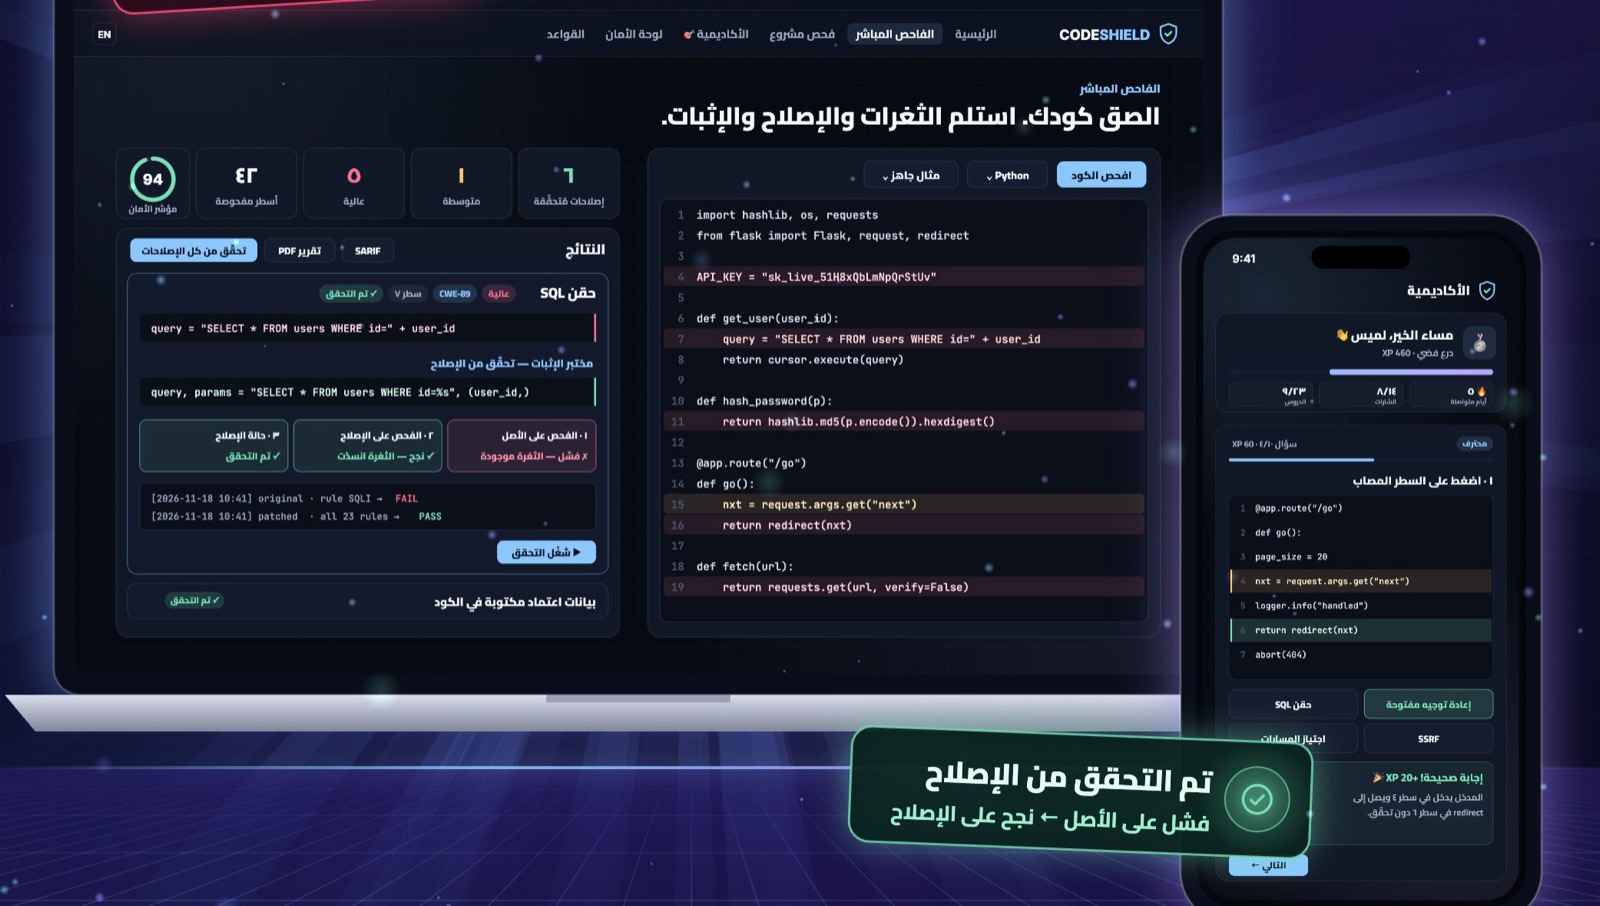 CODESHIELD
الرئيسية
الفاحص المباشر
فحص مشروع
الأكاديمية 🎯
لوحة الأمان
القواعد
EN
الفاحص المباشر
الصق كودك. استلم الثغرات والإصلاح والإثبات.
افحص الكود
Python
مثال جاهز
1 import hashlib, os, requests
2 from flask import Flask, request, redirect
3
4 API_KEY = "sk_live_51H8xQbLmNpQrStUv"
5
6 def get_user(user_id):
7 query = "SELECT * FROM users WHERE id=" + user_id
8 return cursor.execute(query)
9
10 def hash_password(p):
11 return hashlib.md5(p.encode()).hexdigest()
12
13 @app.route("/go")
14 def go():
15 nxt = request.args.get("next")
16 return redirect(nxt)
17
18 def fetch(url):
19 return requests.get(url, verify=False)
٦
إصلاحات مُتحقَّقة
١
متوسطة
٥
عالية
٤٢
أسطر مفحوصة
94
مؤشر الأمان
النتائج
SARIF
تقرير PDF
تحقّق من كل الإصلاحات
حقن SQL
عالية
CWE-89
سطر ٧
✓ تم التحقق
query = "SELECT * FROM users WHERE id=" + user_id
مختبر الإثبات — تحقّق من الإصلاح
query, params = "SELECT * FROM users WHERE id=%s", (user_id,)
١ · الفحص على الأصل
✗ فشل — الثغرة موجودة
٢ · الفحص على الإصلاح
✓ نجح — الثغرة انسدّت
٣ · حالة الإصلاح
✓ تم التحقق
[2026-11-18 10:41] original · rule SQLI → FAIL
[2026-11-18 10:41] patched · all 23 rules → PASS
▶ شغّل التحقق
بيانات اعتماد مكتوبة في الكود
✓ تم التحقق
9:41
الأكاديمية
مساء الخير، لميس 👋
درع فضي · 460 XP
🔥 ٥
أيام متواصلة
٨/١٤
الشارات
٩/٢٣
الدروس
محترف
سؤال ٤/١٠ · 60 XP
١ · اضغط على السطر المصاب
1 @app.route("/go")
2 def go():
3 page_size = 20
4 nxt = request.args.get("next")
5 logger.info("handled")
6 return redirect(nxt)
7 abort(404)
إعادة توجيه مفتوحة
حقن SQL
SSRF
اجتياز المسارات
إجابة صحيحة! +20 XP 🎉
المدخل يدخل في سطر ٤ ويصل إلى
redirect في سطر ٦ دون تحقّق.
التالي ←
تم التحقق من الإصلاح
فشل على الأصل ← نجح على الإصلاح